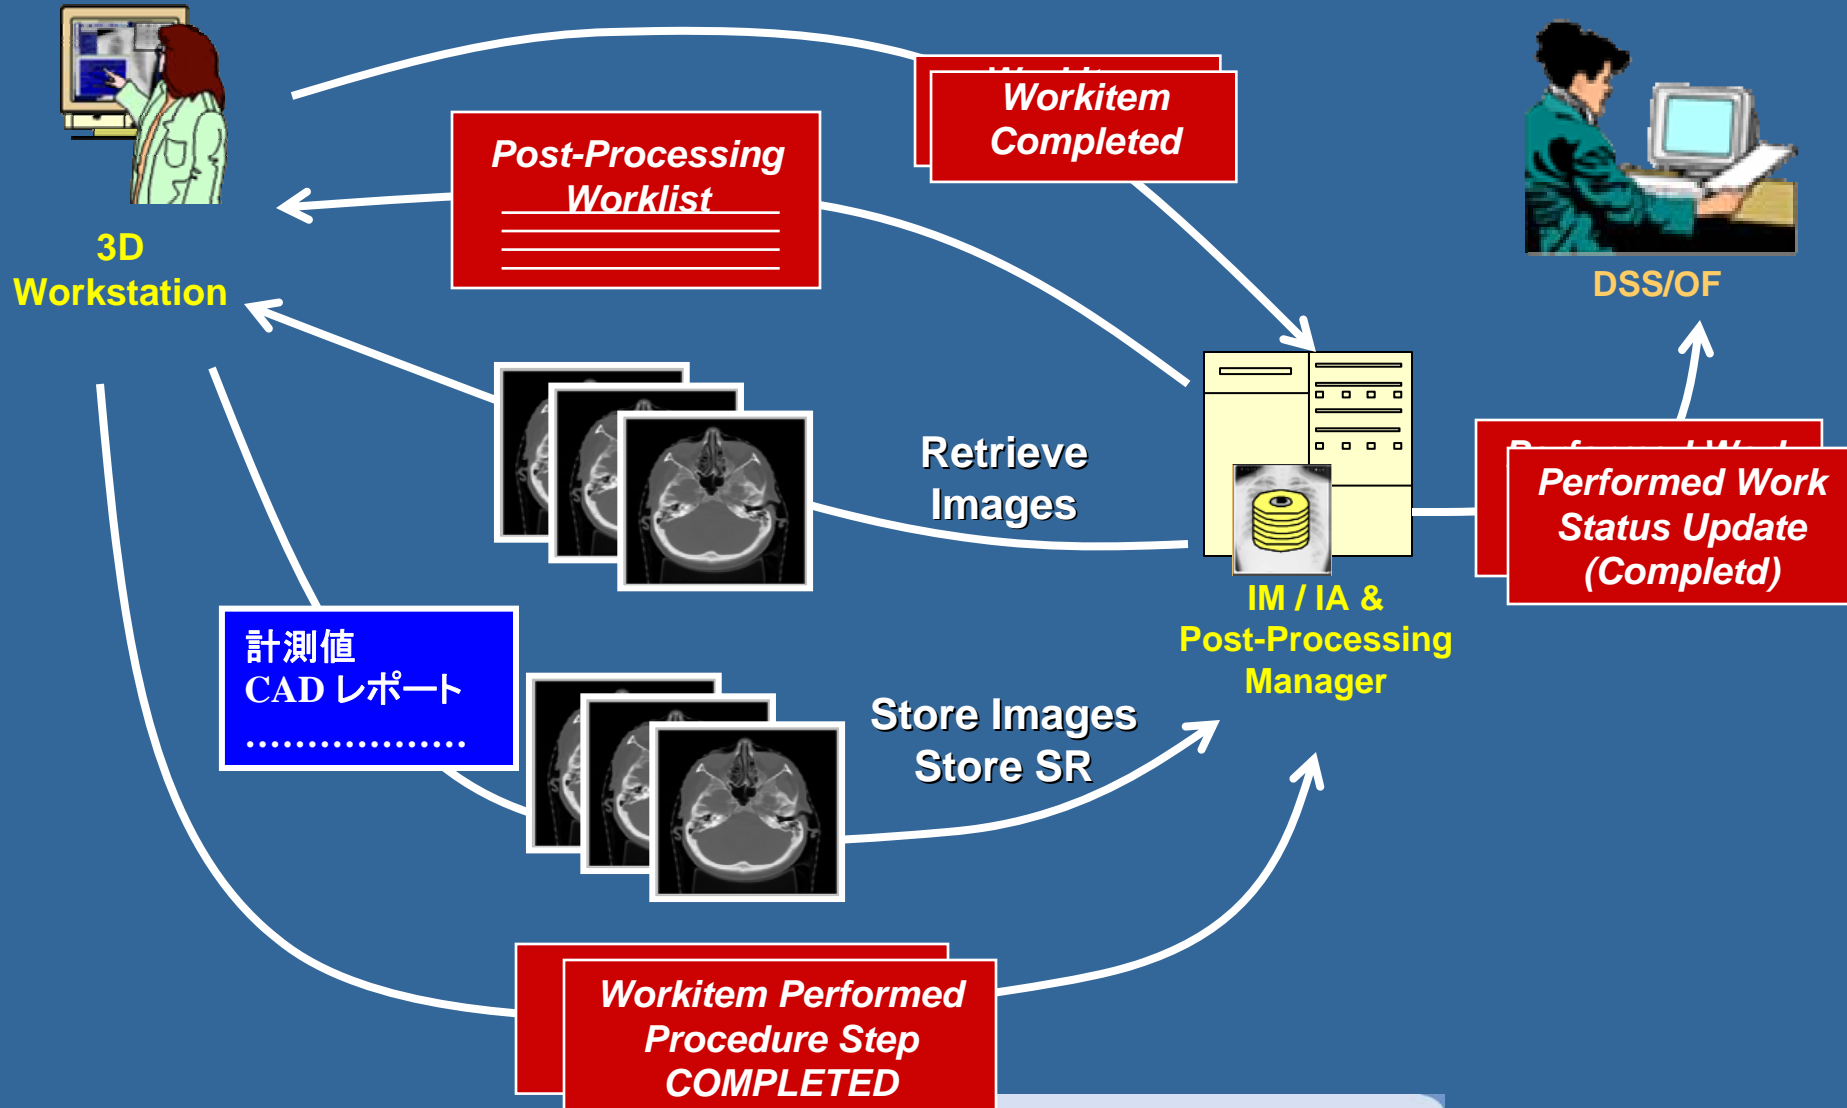 Workitem
Completed
Post-Processing
Worklist
3D
Workstation
DSS/OF
Retrieve
Images
Performed Work
Status Update
(Completd)
IM / IA &
Post-Processing
Manager
計測値
CAD レポート
..................
Store Images
Store SR
Workitem Performed
Procedure Step
COMPLETED